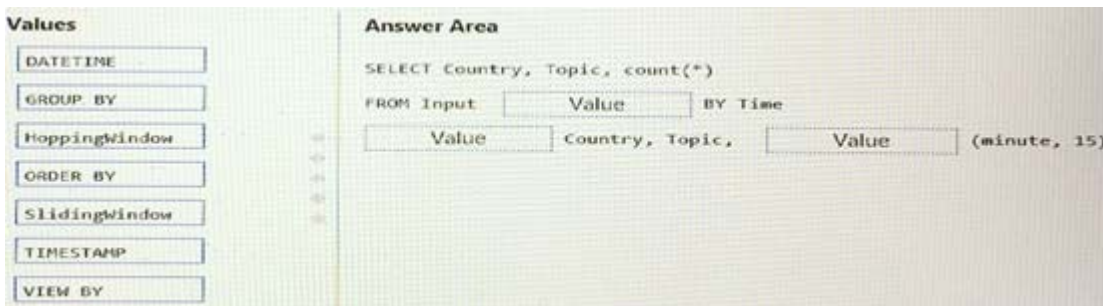 Values
DATETIME
GROUP BY
HoppingWindow
ORDER BY
SlidingWindow
TIMESTAMP
VIEW BY
Answer Area
SELECT Country, Topic, count(*)
FROM Input Value BY Time
Value Country, Topic, Value (minute, 15)